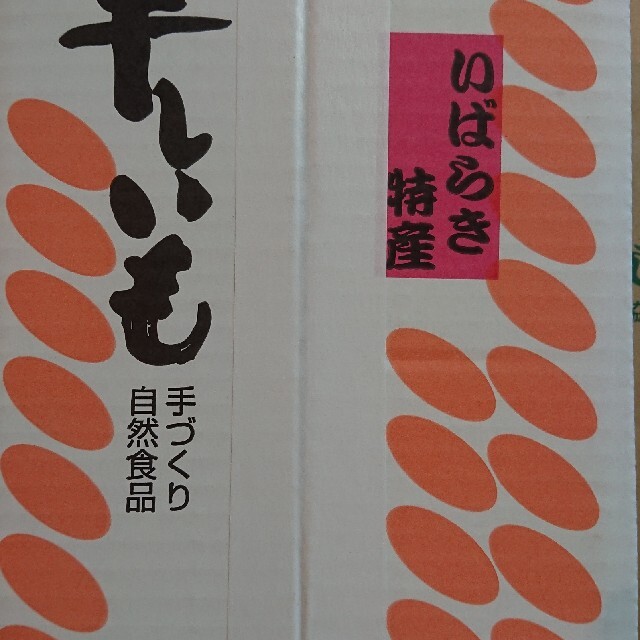 いばらき
特産
干しいも
手づくり
自然食品